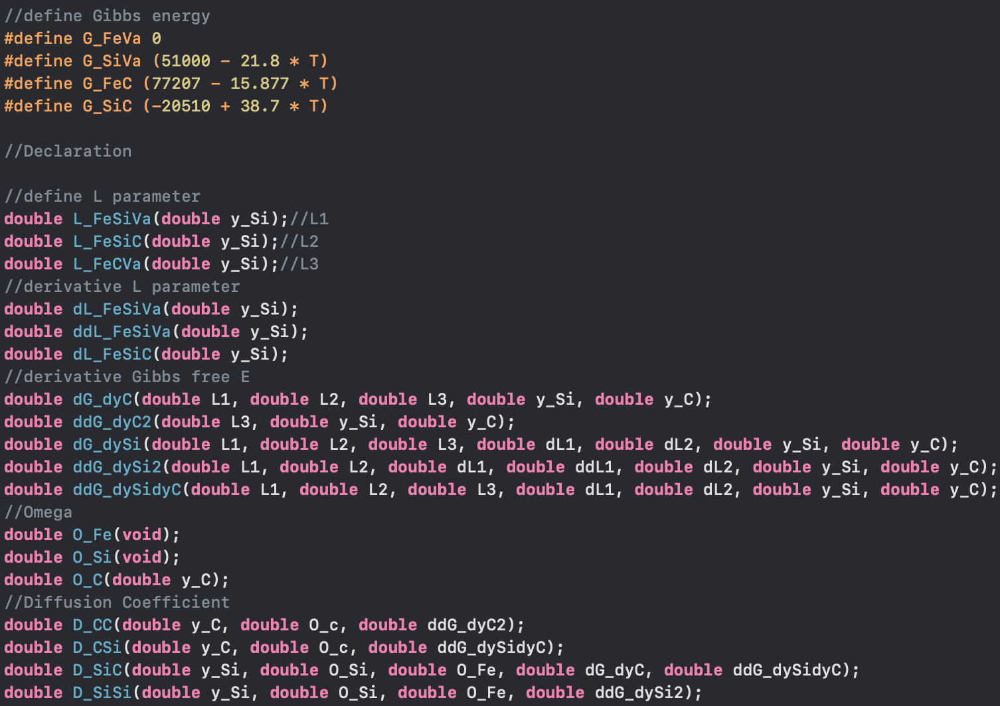 //define Gibbs energy
#define G_FeVa 0
#define G_SiVa (51000 - 21.8 * T)
#define G_FeC (77207 - 15.877 * T)
#define G_SiC (-20510 + 38.7 * T)
//Declaration
//define L parameter
double L_FeSiVa(double y_Si);//L1
double L_FeSiC(double y_Si);//L2
double L_FeCVa(double y_Si);//L3
//derivative L parameter
double dL_FeSiVa(double y_Si);
double ddL_FeSiVa(double y_Si);
double dL_FeSiC(double y_Si);
//derivative Gibbs free E
double dG_dyC(double L1, double L2, double L3, double y_Si, double y_C);
double ddG_dyC2(double L3, double y_Si, double y_C);
double dG_dySi(double L1, double L2, double L3, double dL1, double dL2, double y_Si, double y_C);
double ddG_dySi2(double L1, double L2, double dL1, double ddL1, double dL2, double y_Si, double y_C);
double ddG_dySidyC(double L1, double L2, double L3, double dL1, double dL2, double y_Si, double y_C);
//Omega
double O_Fe(void);
double O_Si(void);
double O_C(double y_C);
//Diffusion Coefficient
double D_CC(double y_C, double O_c, double ddG_dyC2);
double D_CSi(double y_C, double O_c, double ddG_dySidyC);
double D_SiC(double y_Si, double O_Si, double O_Fe, double dG_dyC, double ddG_dySidyC);
double D_SiSi(double y_Si, double O_Si, double O_Fe, double ddG_dySi2);